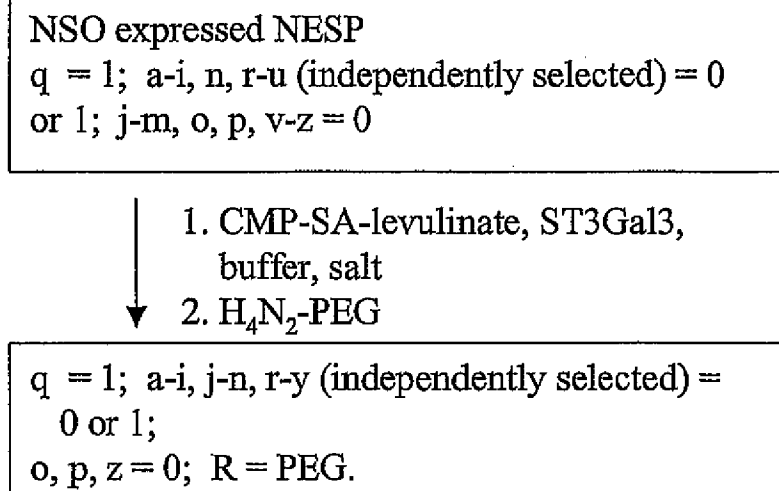 NSO expressed NESP
q = 1; a-i, n, r-u (independently selected) = 0
or 1; j-m, o, p, v-z = 0
1. CMP-SA-levulinate, ST3Gal3,
buffer, salt
2. H₄N₂-PEG
q = 1; a-i, j-n, r-y (independently selected) =
0 or 1;
o, p, z = 0; R = PEG.